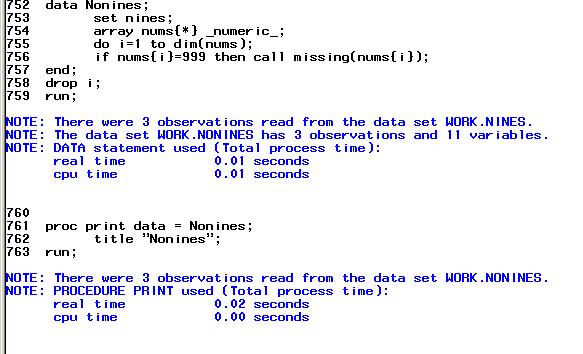 752  data Nonines;
753        set nines;
754        array nums{*} _numeric_;
755        do i=1 to dim(nums);
756        if nums{i}=999 then call missing(nums{i});
757  end;
758  drop i;
759  run;
NOTE: There were 3 observations read from the data set WORK.NINES.
NOTE: The data set WORK.NONINES has 3 observations and 11 variables.
NOTE: DATA statement used (Total process time):
      real time           0.01 seconds
      cpu time            0.01 seconds
760
761  proc print data = Nonines;
762        title "Nonines";
763  run;
NOTE: There were 3 observations read from the data set WORK.NONINES.
NOTE: PROCEDURE PRINT used (Total process time):
      real time           0.02 seconds
      cpu time            0.00 seconds